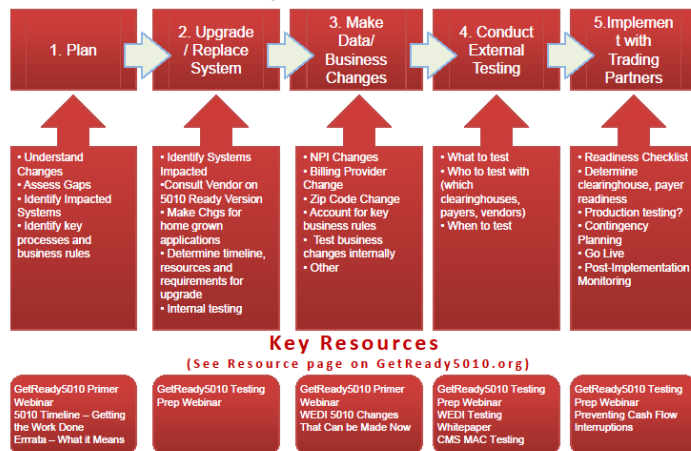 1. Plan
2. Upgrade
/ Replace
System
3. Make
Data/
Business
Changes
4. Conduct
External
Testing
5.Implemen
t with
Trading
Partners
• Understand
Changes
• Assess Gaps
• Identify Impacted
Systems
• Identify key
processes and
business rules
• Identify Systems
Impacted
•Consult Vendor on
5010 Ready Version
• Make Chgs for
home grown
applications
• Determine timeline,
resources and
requirements for
upgrade
• Internal testing
• NPI Changes
• Billing Provider
Change
• Zip Code Change
• Account for key
business rules
• Test business
changes internally
• Other
• What to test
• Who to test with
(which
clearinghouses,
payers, vendors)
• When to test
• Readiness Checklist
• Determine
clearinghouse, payer
readiness
• Production testing?
• Contingency
Planning
• Go Live
• Post-Implementation
Monitoring
Key Resources
(See Resource page on GetReady5010.org)
GetReady5010 Primer
Webinar
5010 Timeline – Getting
the Work Done
Errrata – What it Means
GetReady5010 Testing
Prep Webinar
GetReady5010 Primer
Webinar
WEDI 5010 Changes
That Can be Made Now
GetReady5010 Testing
Prep Webinar
WEDI Testing
Whitepaper
CMS MAC Testing
GetReady5010 Testing
Prep Webinar
Preventing Cash Flow
Interruptions